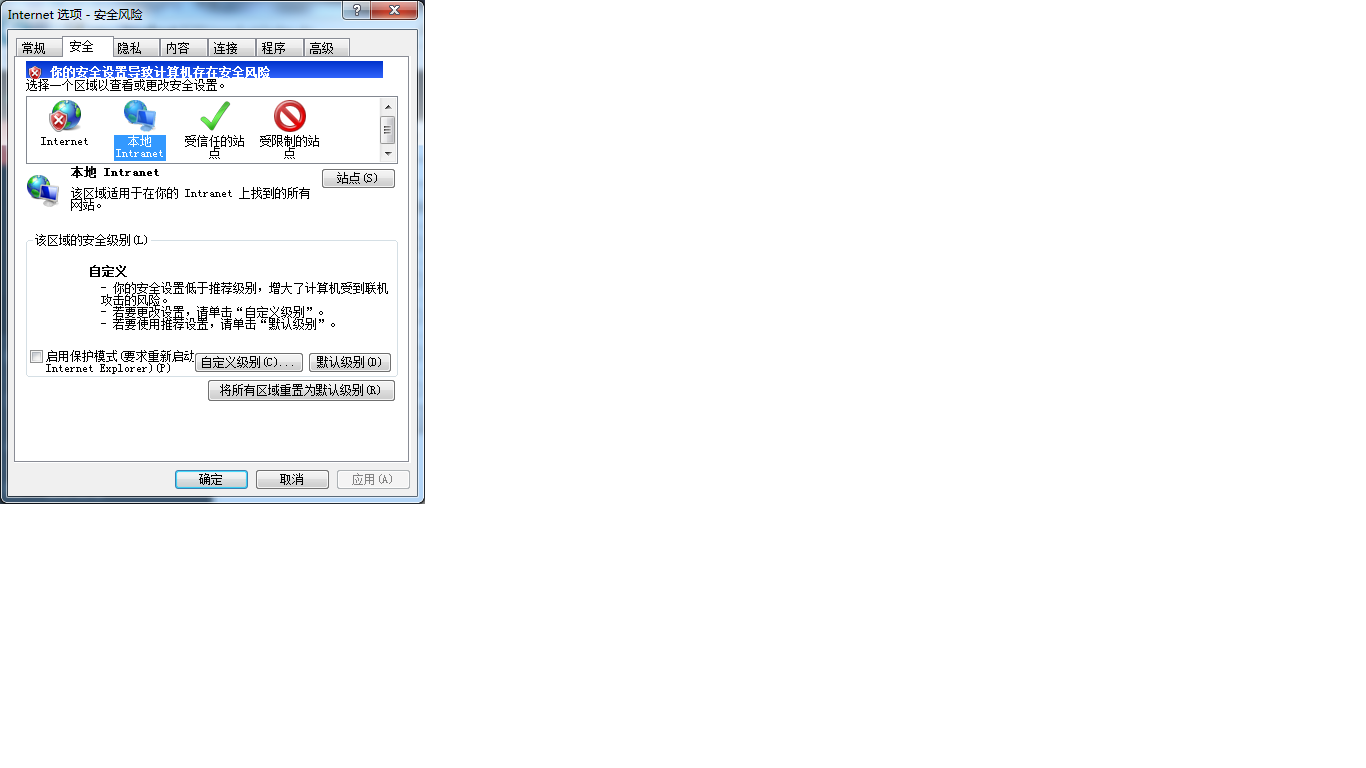 Internet 选项 - 安全风险
常规 安全 隐私 内容 连接 程序 高级
你的安全设置导致计算机存在安全风险
选择一个区域以查看或更改安全设置。
Internet
本地
Intranet
受信任的站
点
受限制的站
点
本地 Intranet
站点(S)
该区域适用于在你的 Intranet 上找到的所有
网站。
该区域的安全级别(L)
自定义
- 你的安全设置低于推荐级别，增大了计算机受到联机
攻击的风险。
- 若要更改设置，请单击“自定义级别”。
- 若要使用推荐设置，请单击“默认级别”。
启用保护模式(要求重新启动
Internet Explorer)(P)
自定义级别(C)... 默认级别(D)
将所有区域重置为默认级别(R)
确定 取消 应用(A)